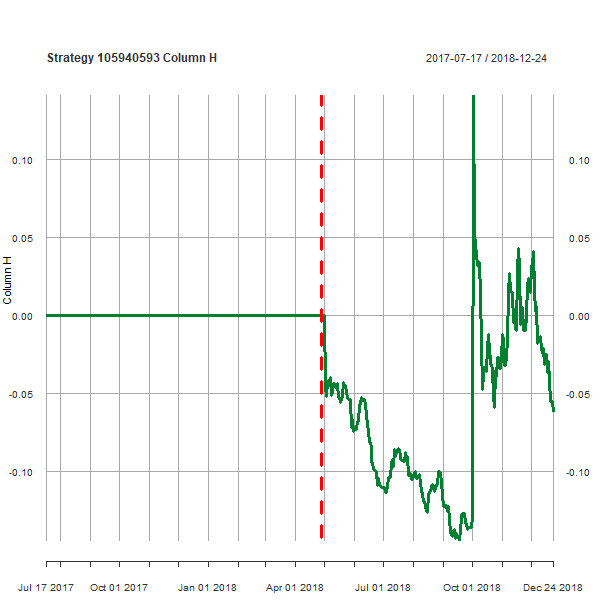 Strategy 105940593 Column H
2017-07-17 / 2018-12-24
0.10 0.10
0.05 0.05
Column H
0.00 0.00
-0.05 -0.05
-0.10 -0.10
Jul 17 2017 Oct 01 2017 Jan 01 2018 Apr 01 2018 Jul 01 2018 Oct 01 2018 Dec 24 2018